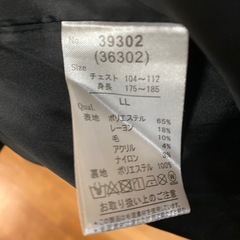 No. 39302
(36302)
Size
チェスト 104~112
身長 175~185
LL
Qual.
表地 ポリエステル 65%
レーヨン 18%
毛 10%
アクリル 4%
ナイロン 3%
裏地 ポリエステル 100%
お取り扱い上のご注意